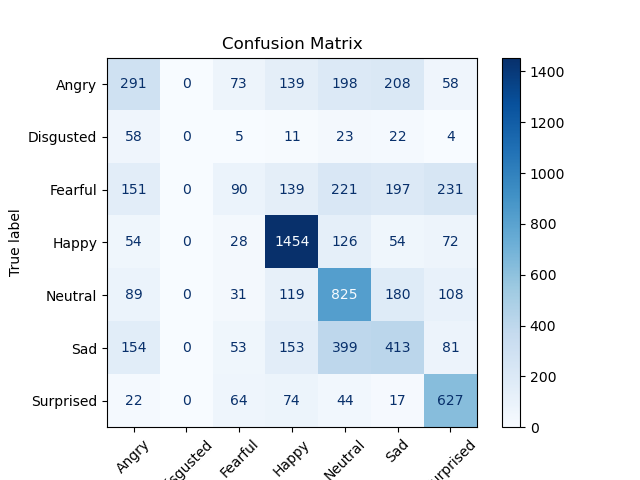 Confusion Matrix
True label
Angry 291 0 73 139 198 208 58
Disgusted 58 0 5 11 23 22 4
Fearful 151 0 90 139 221 197 231
Happy 54 0 28 1454 126 54 72
Neutral 89 0 31 119 825 180 108
Sad 154 0 53 153 399 413 81
Surprised 22 0 64 74 44 17 627
Angry sgusted Fearful Happy Neutral Sad urprised
1400
1200
1000
800
600
400
200
0